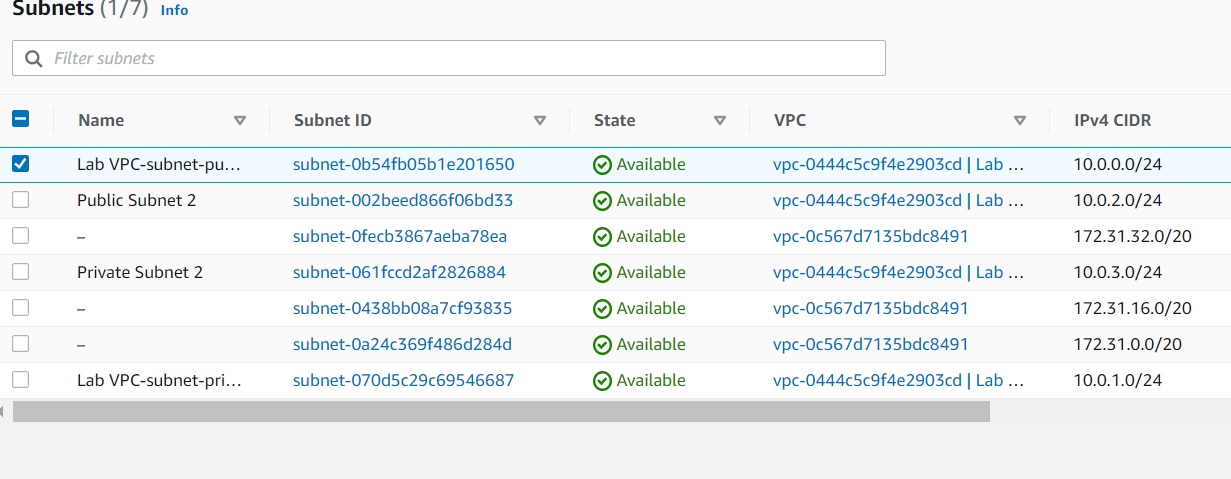 Subnets (1/7) Info
Filter subnets
Name Subnet ID State VPC IPv4 CIDR
Lab VPC-subnet-pu... subnet-0b54fb05b1e201650 Available vpc-0444c5c9f4e2903cd | Lab ... 10.0.0.0/24
Public Subnet 2 subnet-002beed866f06bd33 Available vpc-0444c5c9f4e2903cd | Lab ... 10.0.2.0/24
– subnet-0fecb3867aeba78ea Available vpc-0c567d7135bdc8491 172.31.32.0/20
Private Subnet 2 subnet-061fccd2af2826884 Available vpc-0444c5c9f4e2903cd | Lab ... 10.0.3.0/24
– subnet-0438bb08a7cf93835 Available vpc-0c567d7135bdc8491 172.31.16.0/20
– subnet-0a24c369f486d284d Available vpc-0c567d7135bdc8491 172.31.0.0/20
Lab VPC-subnet-pri... subnet-070d5c29c69546687 Available vpc-0444c5c9f4e2903cd | Lab ... 10.0.1.0/24